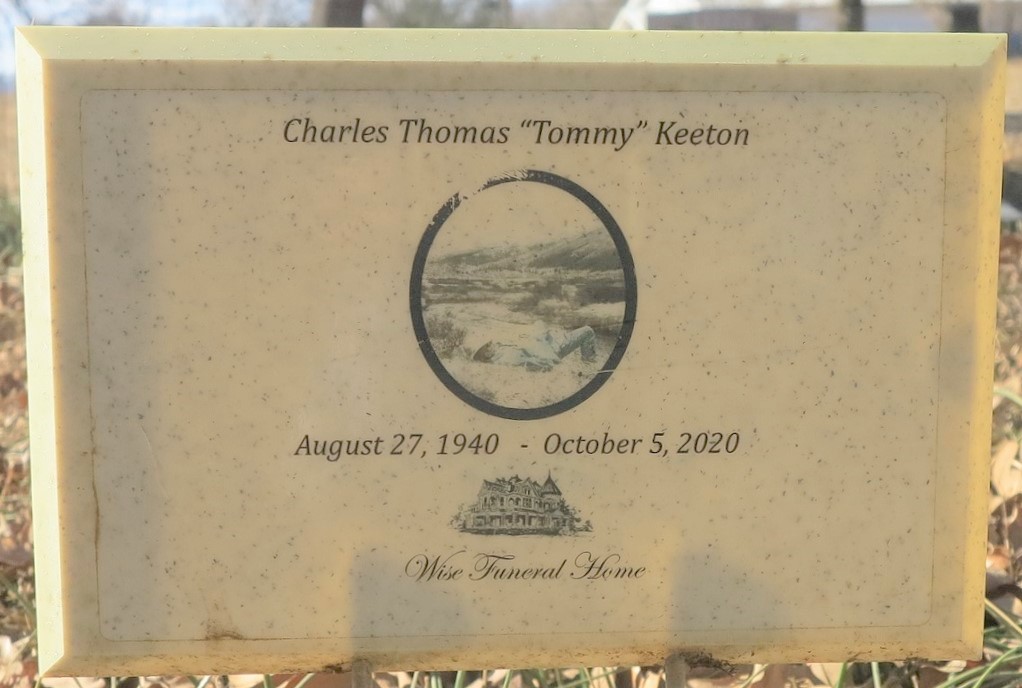 Charles Thomas “Tommy” Keeton
August 27, 1940 - October 5, 2020
Wise Funeral Home